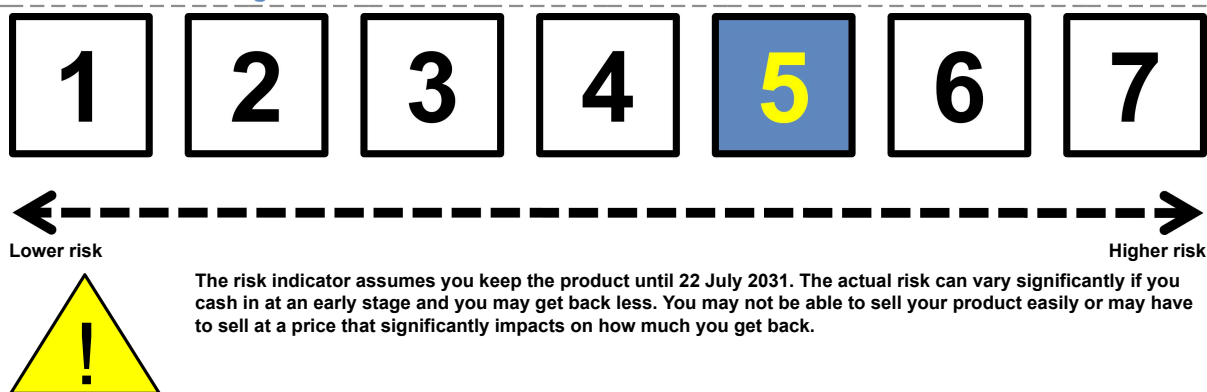 1 2 3 4 5 6 7
Lower risk Higher risk
The risk indicator assumes you keep the product until 22 July 2031. The actual risk can vary significantly if you
cash in at an early stage and you may get back less. You may not be able to sell your product easily or may have
to sell at a price that significantly impacts on how much you get back.
!